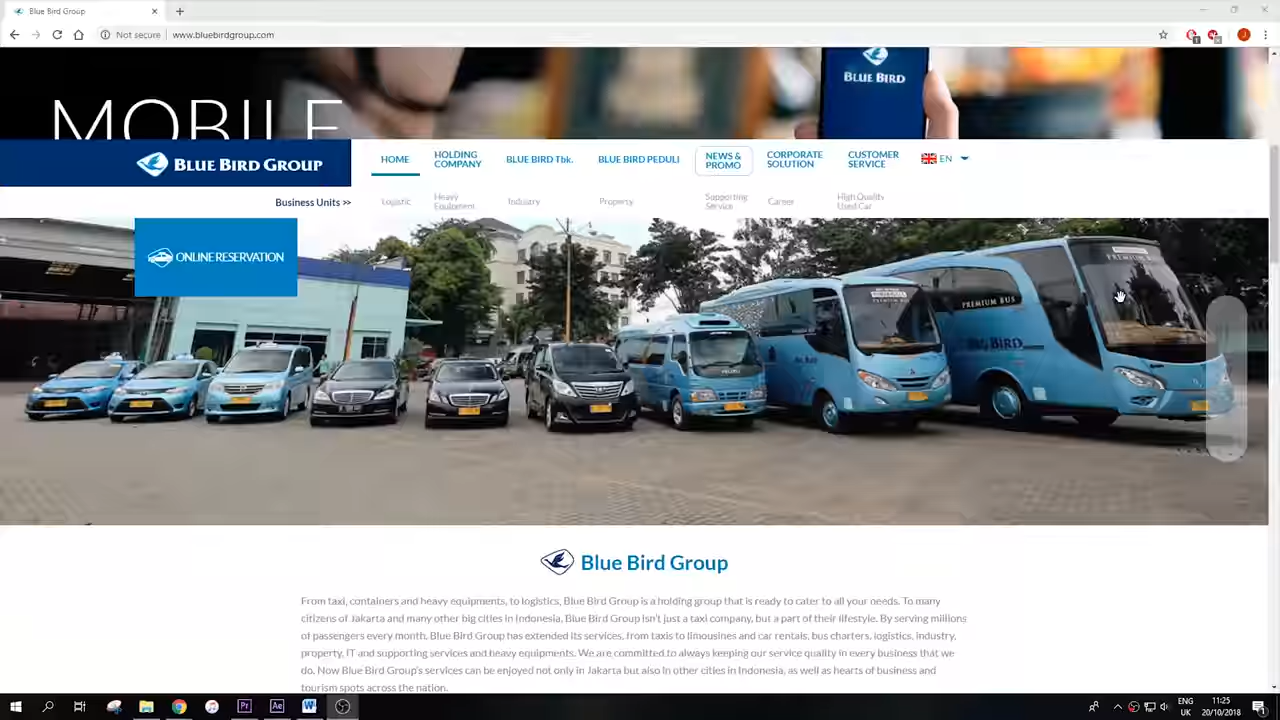 Blue Bird Group
Not secure
www.bluebirdgroup.com
BLUE BIRD
MOBILE
BLUE BIRD GROUP
HOME
HOLDING
COMPANY
BLUE BIRD Tbk.
BLUE BIRD PEDULI
NEWS &
PROMO
CORPORATE
SOLUTION
CUSTOMER
SERVICE
EN
Business Units >>
Logistic
Heavy
Equipment
Industry
Property
Supporting
Service
Career
High Quality
Used Car
ONLINE RESERVATION
PREMIUM BUS
PREMIUM BUS
PREMIUM BUS
BIG BIRD
BIG BIRD
Blue Bird Group
From taxi, containers and heavy equipments, to logistics, Blue Bird Group is a holding group that is ready to cater to all your needs. To many
citizens of Jakarta and many other big cities in Indonesia, Blue Bird Group isn't just a taxi company, but a part of their lifestyle. By serving millions
of passengers every month, Blue Bird Group has extended its services, from taxis to limousines and car rentals, bus charters, logistics, industry,
property, IT and supporting services and heavy equipments. We are committed to always keeping our service quality in every business that we
do. Now Blue Bird Group's services can be enjoyed not only in Jakarta but also in other cities in Indonesia, as well as hearts of business and
tourism spots across the nation.
ENG
UK
11:25
20/10/2018